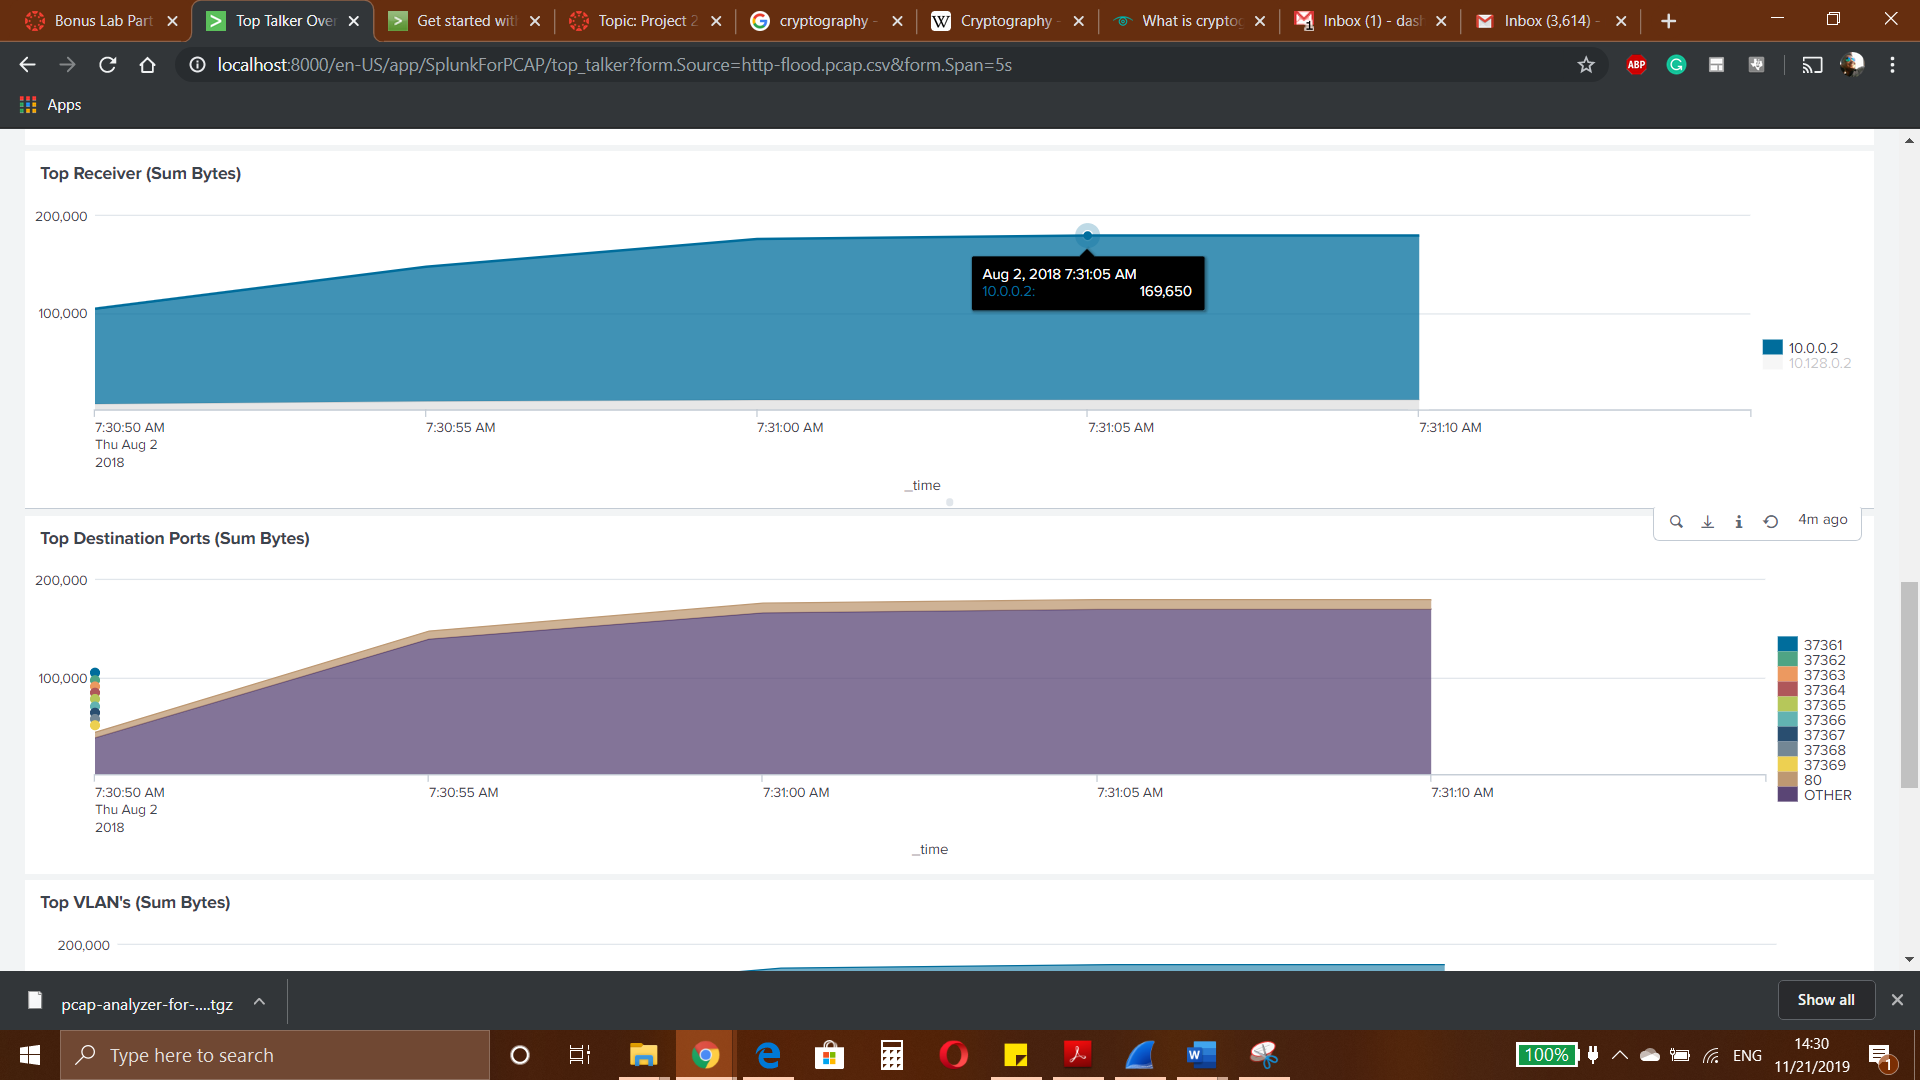 Bonus Lab Part
Top Talker Over
Get started with
Topic: Project 2
cryptography -
Cryptography -
What is cryptog
Inbox (1) - dash
Inbox (3,614) -
localhost:8000/en-US/app/SplunkForPCAP/top_talker?form.Source=http-flood.pcap.csv&form.Span=5s
ABP
Apps
Top Receiver (Sum Bytes)
200,000
100,000
Aug 2, 2018 7:31:05 AM
10.0.0.2: 169,650
10.0.0.2
10.128.0.2
7:30:50 AM 7:30:55 AM 7:31:00 AM 7:31:05 AM 7:31:10 AM
Thu Aug 2
2018
_time
4m ago
Top Destination Ports (Sum Bytes)
200,000
100,000
37361
37362
37363
37364
37365
37366
37367
37368
37369
80
OTHER
7:30:50 AM 7:30:55 AM 7:31:00 AM 7:31:05 AM 7:31:10 AM
Thu Aug 2
2018
_time
Top VLAN's (Sum Bytes)
200,000
pcap-analyzer-for-....tgz
Show all
Type here to search
100%
ENG
14:30
11/21/2019
1